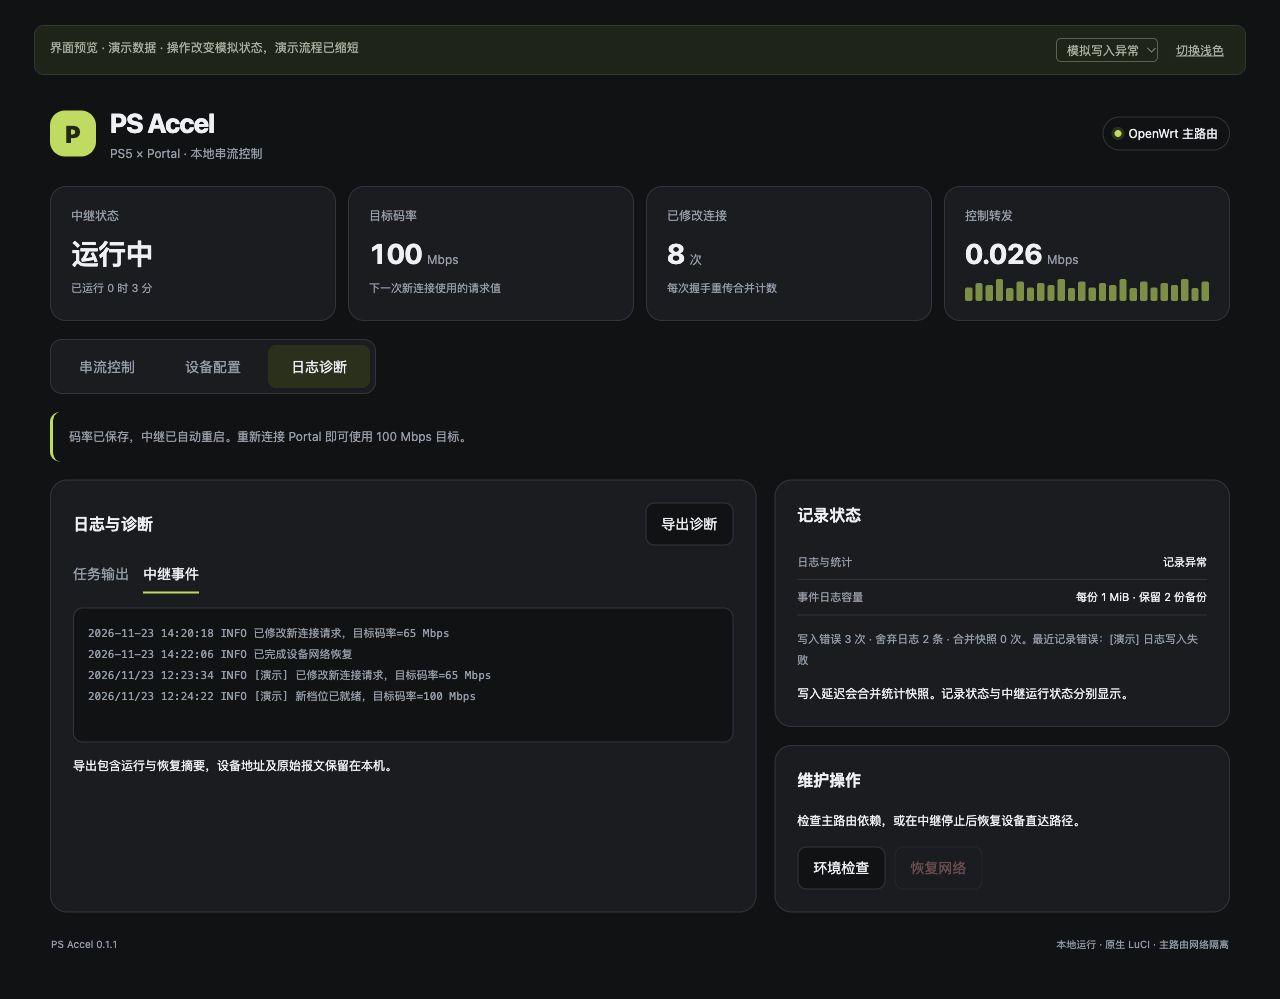 界面预览 · 演示数据 · 操作改变模拟状态，演示流程已缩短
模拟写入异常
切换浅色
P
PS Accel
PS5 × Portal · 本地串流控制
OpenWrt 主路由
中继状态
运行中
已运行 0 时 3 分
目标码率
100 Mbps
下一次新连接使用的请求值
已修改连接
8 次
每次握手重传合并计数
控制转发
0.026 Mbps
串流控制
设备配置
日志诊断
码率已保存，中继已自动重启。重新连接 Portal 即可使用 100 Mbps 目标。
日志与诊断
导出诊断
任务输出
中继事件
2026-11-23 14:20:18 INFO 已修改新连接请求，目标码率=65 Mbps
2026-11-23 14:22:06 INFO 已完成设备网络恢复
2026/11/23 12:23:34 INFO [演示] 已修改新连接请求，目标码率=65 Mbps
2026/11/23 12:24:22 INFO [演示] 新档位已就绪，目标码率=100 Mbps
导出包含运行与恢复摘要，设备地址及原始报文保留在本机。
记录状态
日志与统计
记录异常
事件日志容量
每份 1 MiB · 保留 2 份备份
写入错误 3 次 · 舍弃日志 2 条 · 合并快照 0 次。最近记录错误：[演示] 日志写入失
败
写入延迟会合并统计快照。记录状态与中继运行状态分别显示。
维护操作
检查主路由依赖，或在中继停止后恢复设备直达路径。
环境检查
恢复网络
PS Accel 0.1.1
本地运行 · 原生 LuCI · 主路由网络隔离